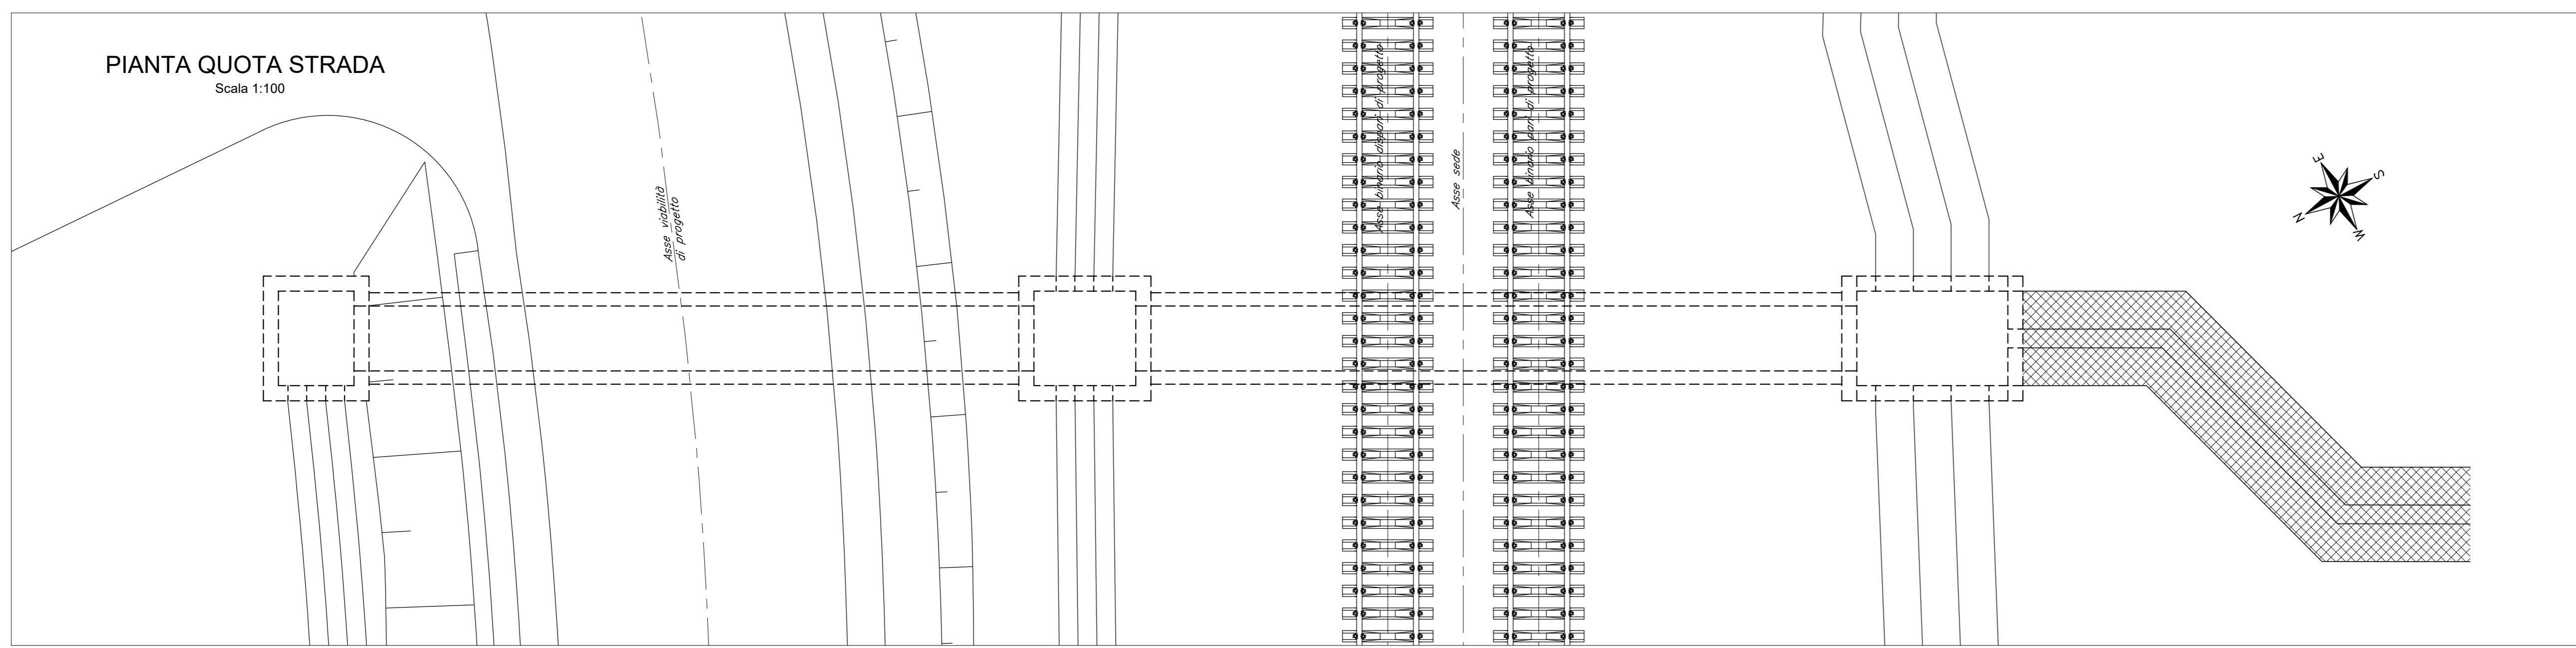 PIANTA QUOTA STRADA
Scala 1:100
Asse viabilità
di progetto
Asse binario dispari di progetto
Asse sede
Asse binario pari di progetto
E
S
N
W